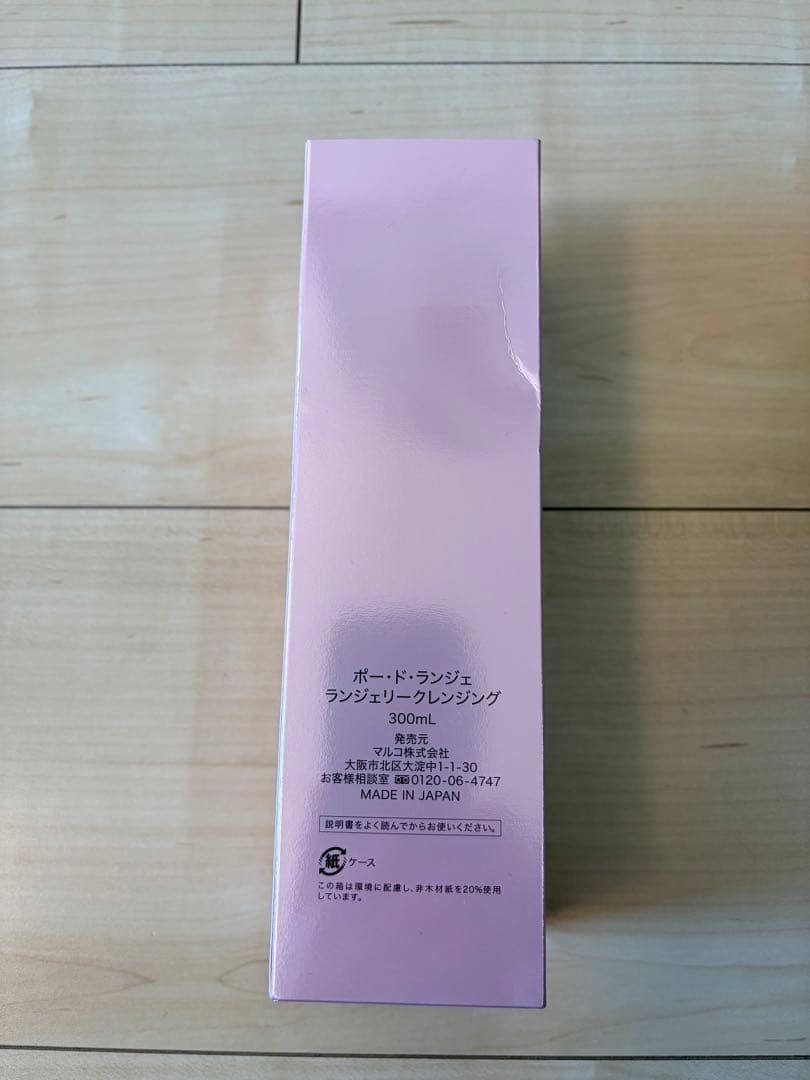 ポー・ド・ランジェ
ランジェリークレンジング
300mL
発売元
マルコ株式会社
大阪市北区大淀中1-1-30
お客様相談室 0120-06-4747
MADE IN JAPAN
説明書をよく読んでからお使いください。
紙 ケース
この箱は環境に配慮し、非木材紙を20%使用
しています。